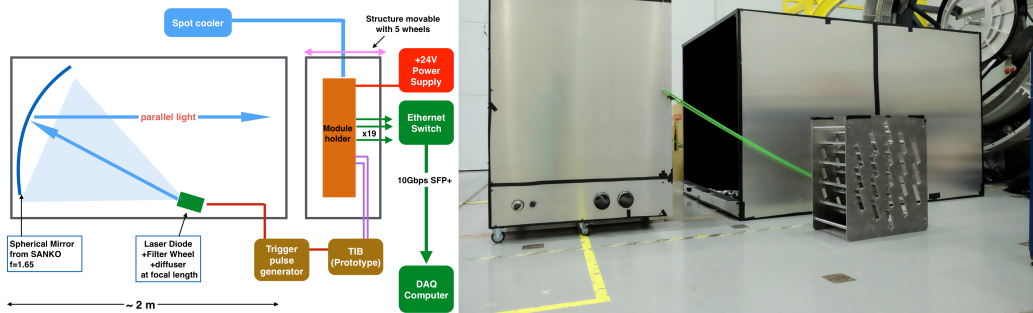 Spot cooler
Structure movable
with 5 wheels
+24V
Power
Supply
parallel light
Module
holder
x19
Ethernet
Switch
10Gbps SFP+
Spherical Mirror
from SANKO
f=1.65
Laser Diode
+Filter Wheel
+diffuser
at focal length
Trigger
pulse
generator
TIB
(Prototype)
DAQ
Computer
~ 2 m